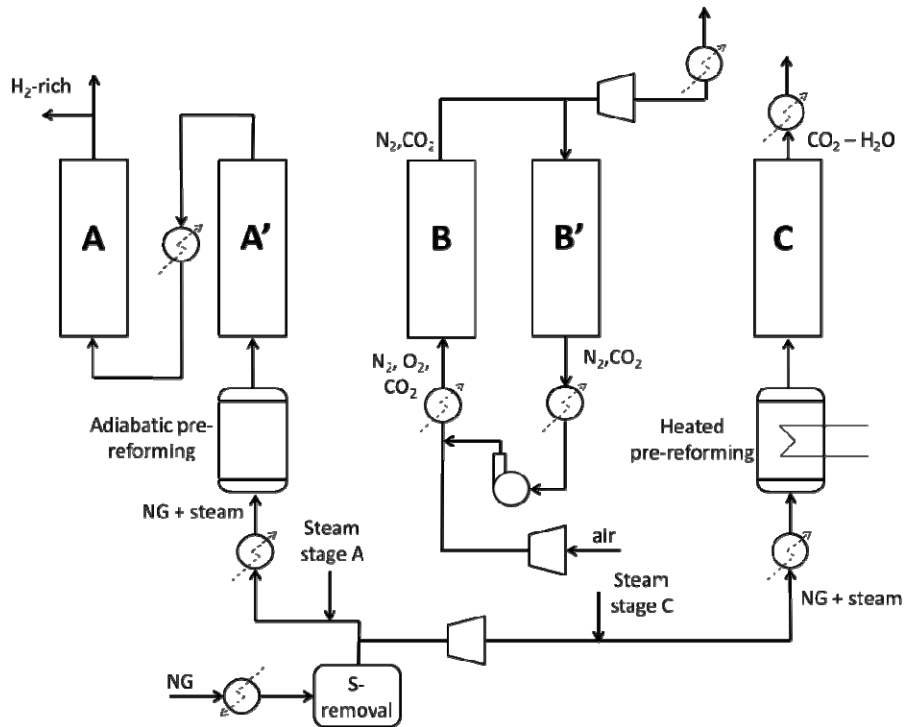 H2-rich
N2,CO2
CO2 – H2O
A
A’
B
B’
C
N2, O2,
CO2
N2,CO2
Adiabatic pre-
reforming
Heated
pre-reforming
NG + steam
Steam
stage A
air
Steam
stage C
NG + steam
NG
S-
removal